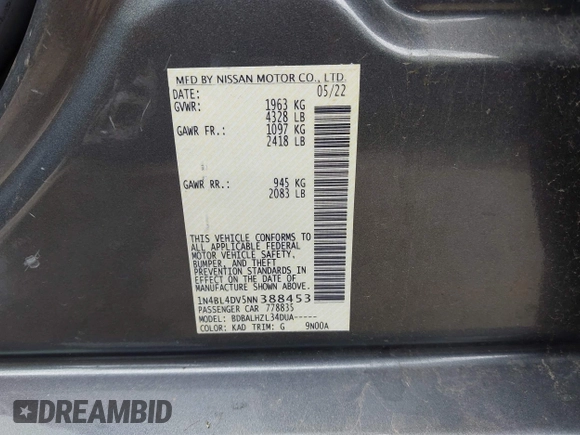 MFD BY NISSAN MOTOR CO., LTD.
DATE: 05/22
GVWR: 1963 KG
4328 LB
GAWR FR.: 1097 KG
2418 LB
GAWR RR.: 945 KG
2083 LB
THIS VEHICLE CONFORMS TO
ALL APPLICABLE FEDERAL
MOTOR VEHICLE SAFETY,
BUMPER, AND THEFT
PREVENTION STANDARDS IN
EFFECT ON THE DATE OF
MANUFACTURE SHOWN ABOVE.
1N4BL4DV5NN388453
PASSENGER CAR 778835
MODEL: BDBALHZL34DUA-----
COLOR: KAD TRIM: G 9N00A
DREAMBID